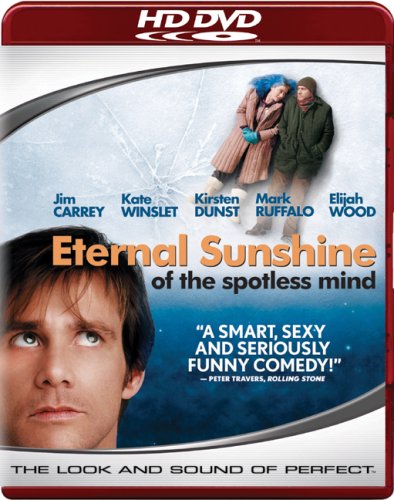 HD DVD™
Jim Kate Kirsten Mark Elijah
CARREY WINSLET DUNST RUFFALO WOOD
Eternal Sunshine
of the spotless mind
"A SMART, SEXY
AND SERIOUSLY
FUNNY COMEDY!"
— PETER TRAVERS, ROLLING STONE
THE LOOK AND SOUND OF PERFECT.